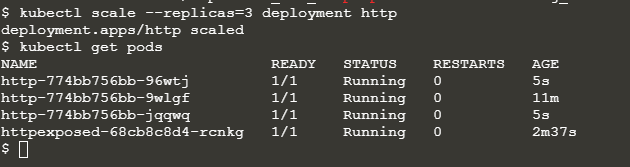 $ kubectl scale --replicas=3 deployment http
deployment.apps/http scaled
$ kubectl get pods
NAME READY STATUS RESTARTS AGE
http-774bb756bb-96wtj 1/1 Running 0 5s
http-774bb756bb-9wlgf 1/1 Running 0 11m
http-774bb756bb-jqqwq 1/1 Running 0 5s
httpexposed-68cb8c8d4-rcnkg 1/1 Running 0 2m37s
$